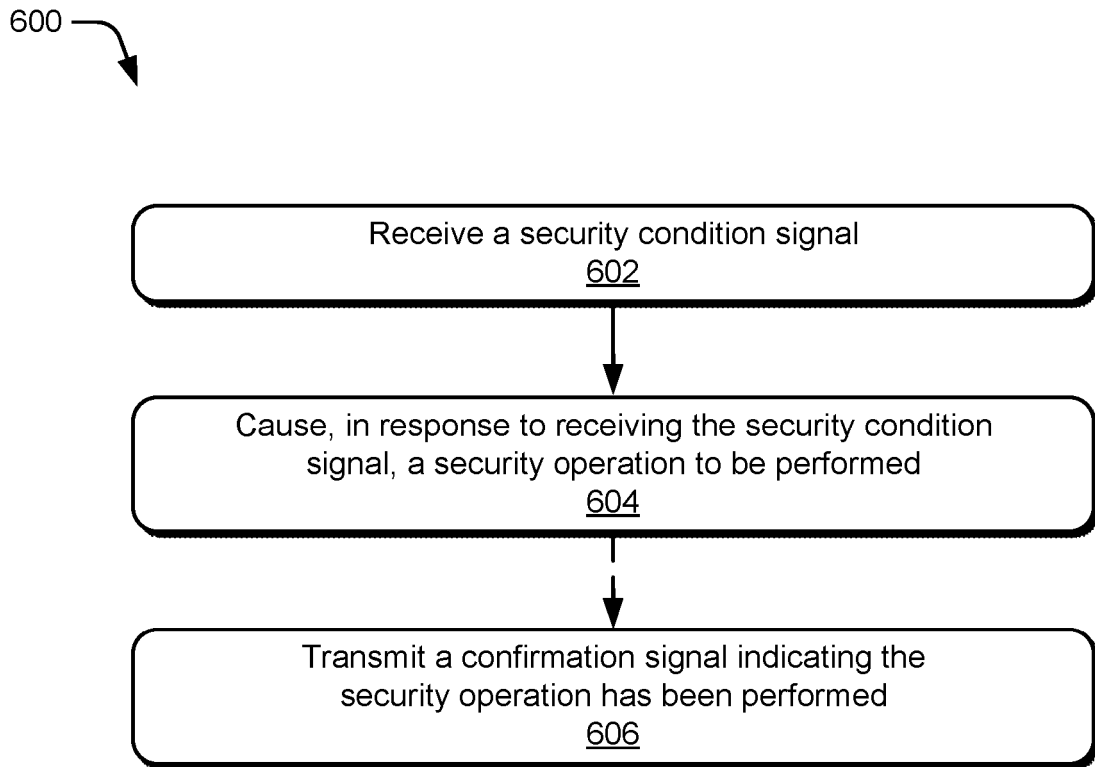 600
Receive a security condition signal
602
Cause, in response to receiving the security condition
signal, a security operation to be performed
604
Transmit a confirmation signal indicating the
security operation has been performed
606